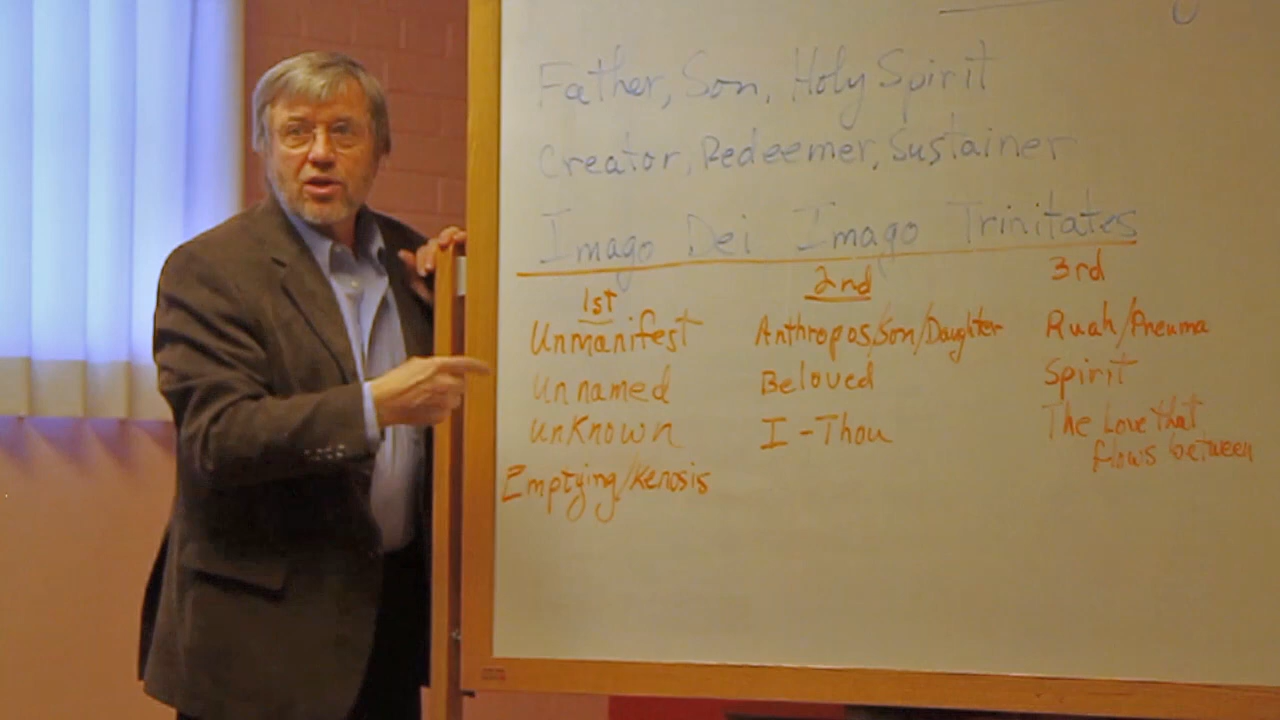 Father, Son, Holy Spirit
Creator, Redeemer, Sustainer
Imago Dei Imago Trinitates
1st
Unmanifest
Unnamed
Unknown
Emptying/Kenosis
2nd
Anthropos,Son/Daughter
Beloved
I-Thou
3rd
Ruah/Pneuma
Spirit
The Love that
flows between